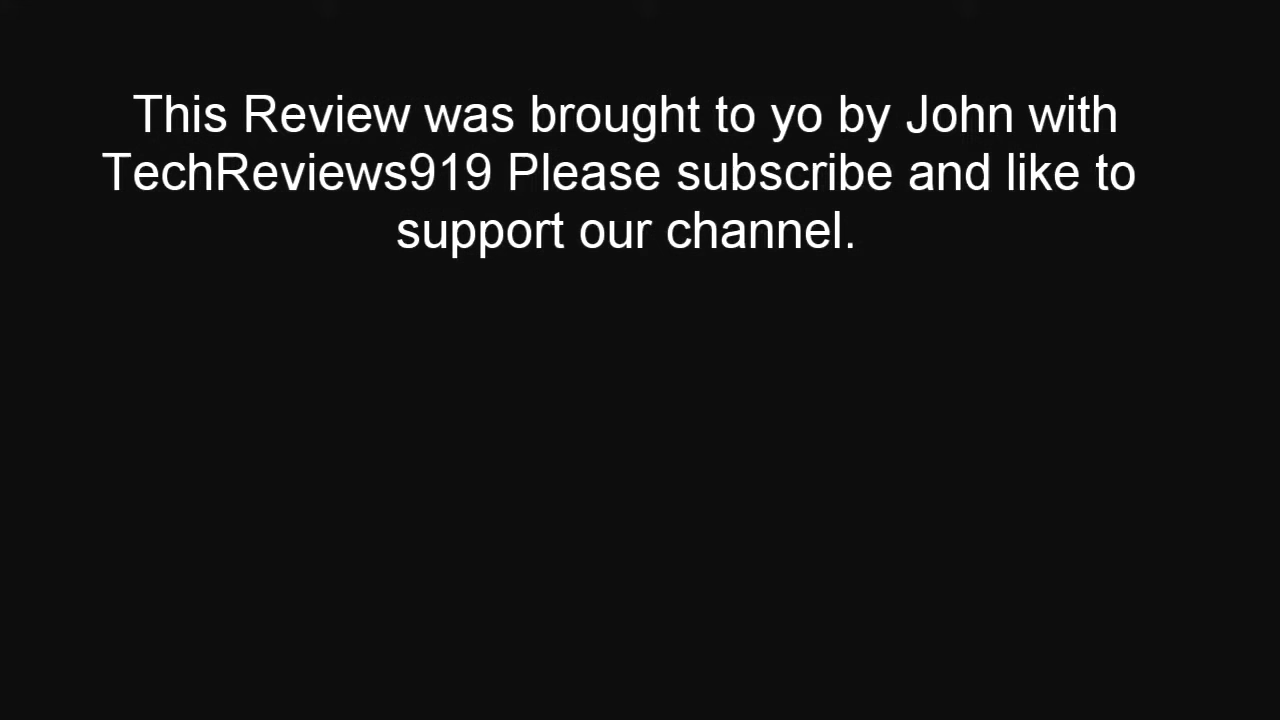 This Review was brought to yo by John with
TechReviews919 Please subscribe and like to
support our channel.